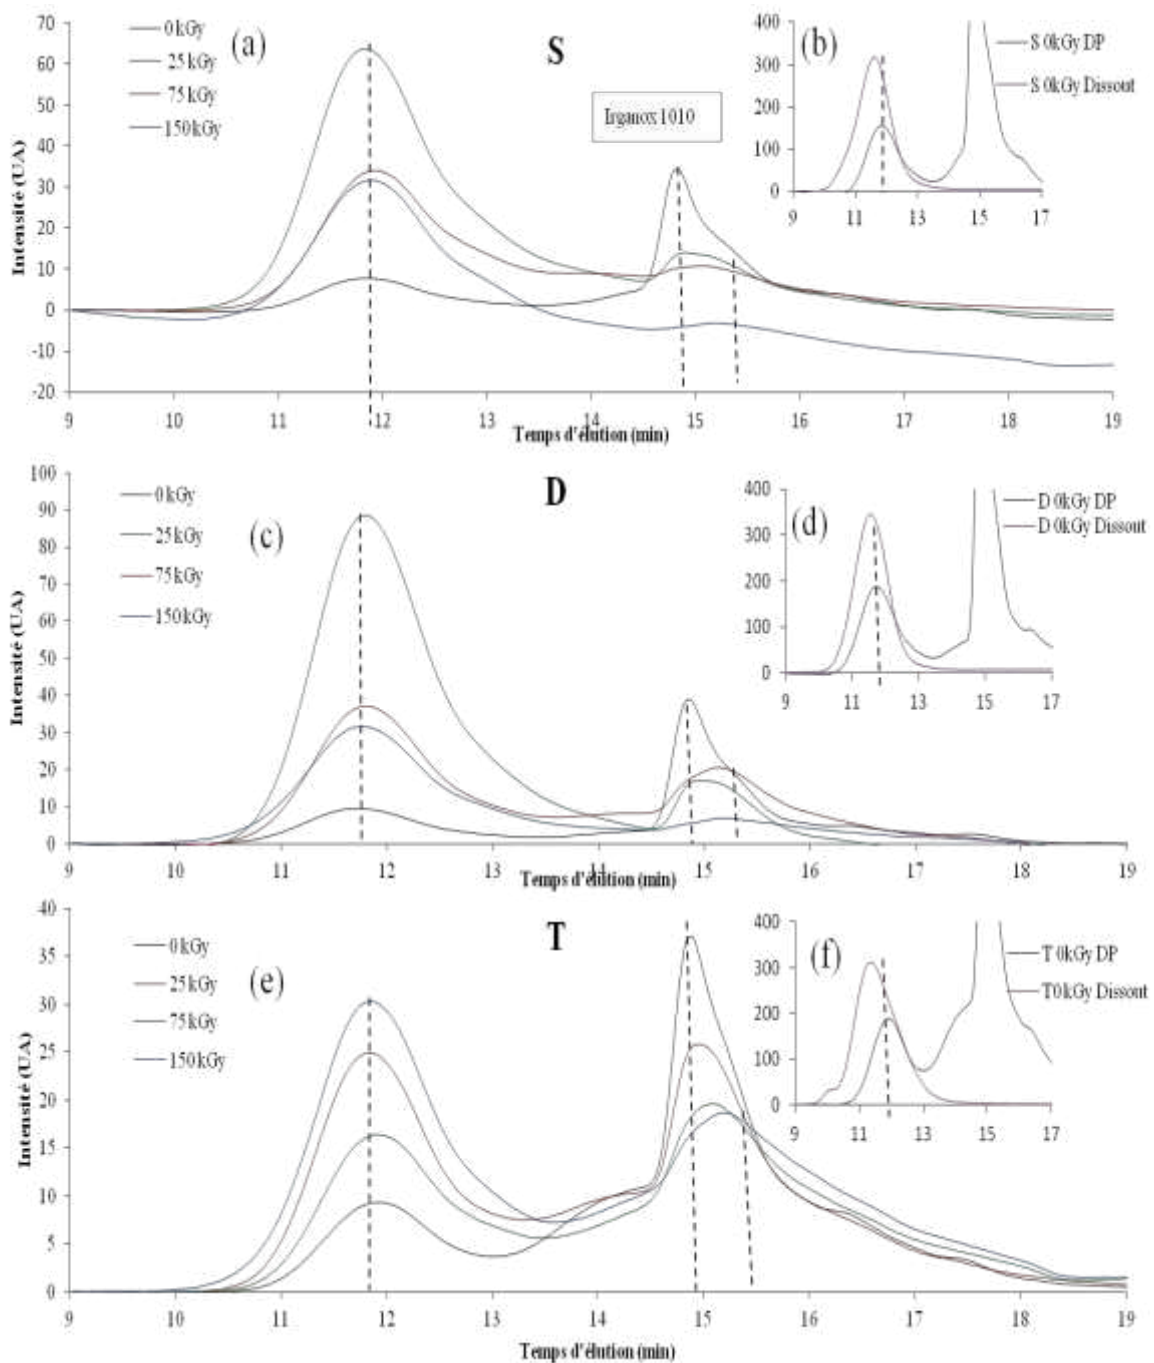 70
60
50
40
30
20
10
0
-10
-20
Intensité (UA)
0 kGy
25 kGy
75 kGy
150 kGy
(a)
S
Irganox 1010
(b)
400
300
200
100
0
9 11 13 15 17
S 0kGy DP
S 0kGy Dissout
9 10 11 12 13 14 15 16 17 18 19
Temps d'élution (min)
100
90
80
70
60
50
40
30
20
10
0
Intensité (UA)
0 kGy
25 kGy
75 kGy
150 kGy
(c)
D
(d)
400
300
200
100
0
9 11 13 15 17
D 0kGy DP
D 0kGy Dissout
9 10 11 12 13 14 15 16 17 18 19
Temps d'élution (min)
40
35
30
25
20
15
10
5
0
Intensité (UA)
0 kGy
25 kGy
75 kGy
150 kGy
(e)
T
(f)
400
300
200
100
0
9 11 13 15 17
T 0kGy DP
T0kGy Dissout
9 10 11 12 13 14 15 16 17 18 19
Temps d'élution (min)